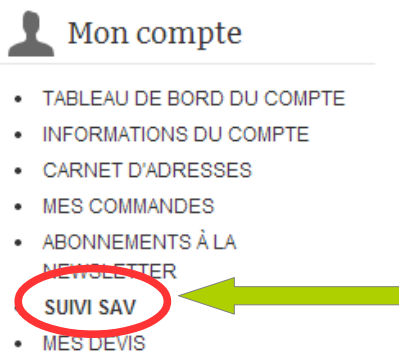 Mon compte
TABLEAU DE BORD DU COMPTE
INFORMATIONS DU COMPTE
CARNET D'ADRESSES
MES COMMANDES
ABONNEMENTS À LA
NEWSLETTER
SUIVI SAV
MES DEVIS